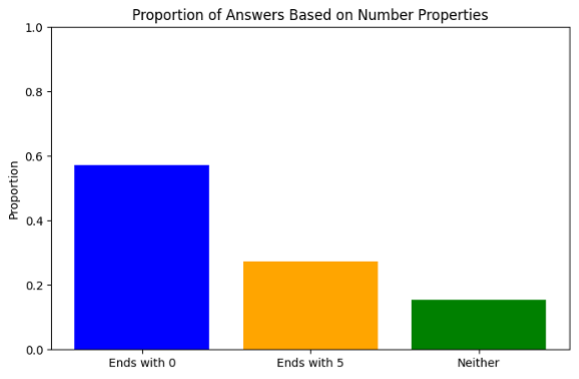 Proportion of Answers Based on Number Properties
1.0
0.8
0.6
0.4
0.2
0.0
Proportion
Ends with 0
Ends with 5
Neither